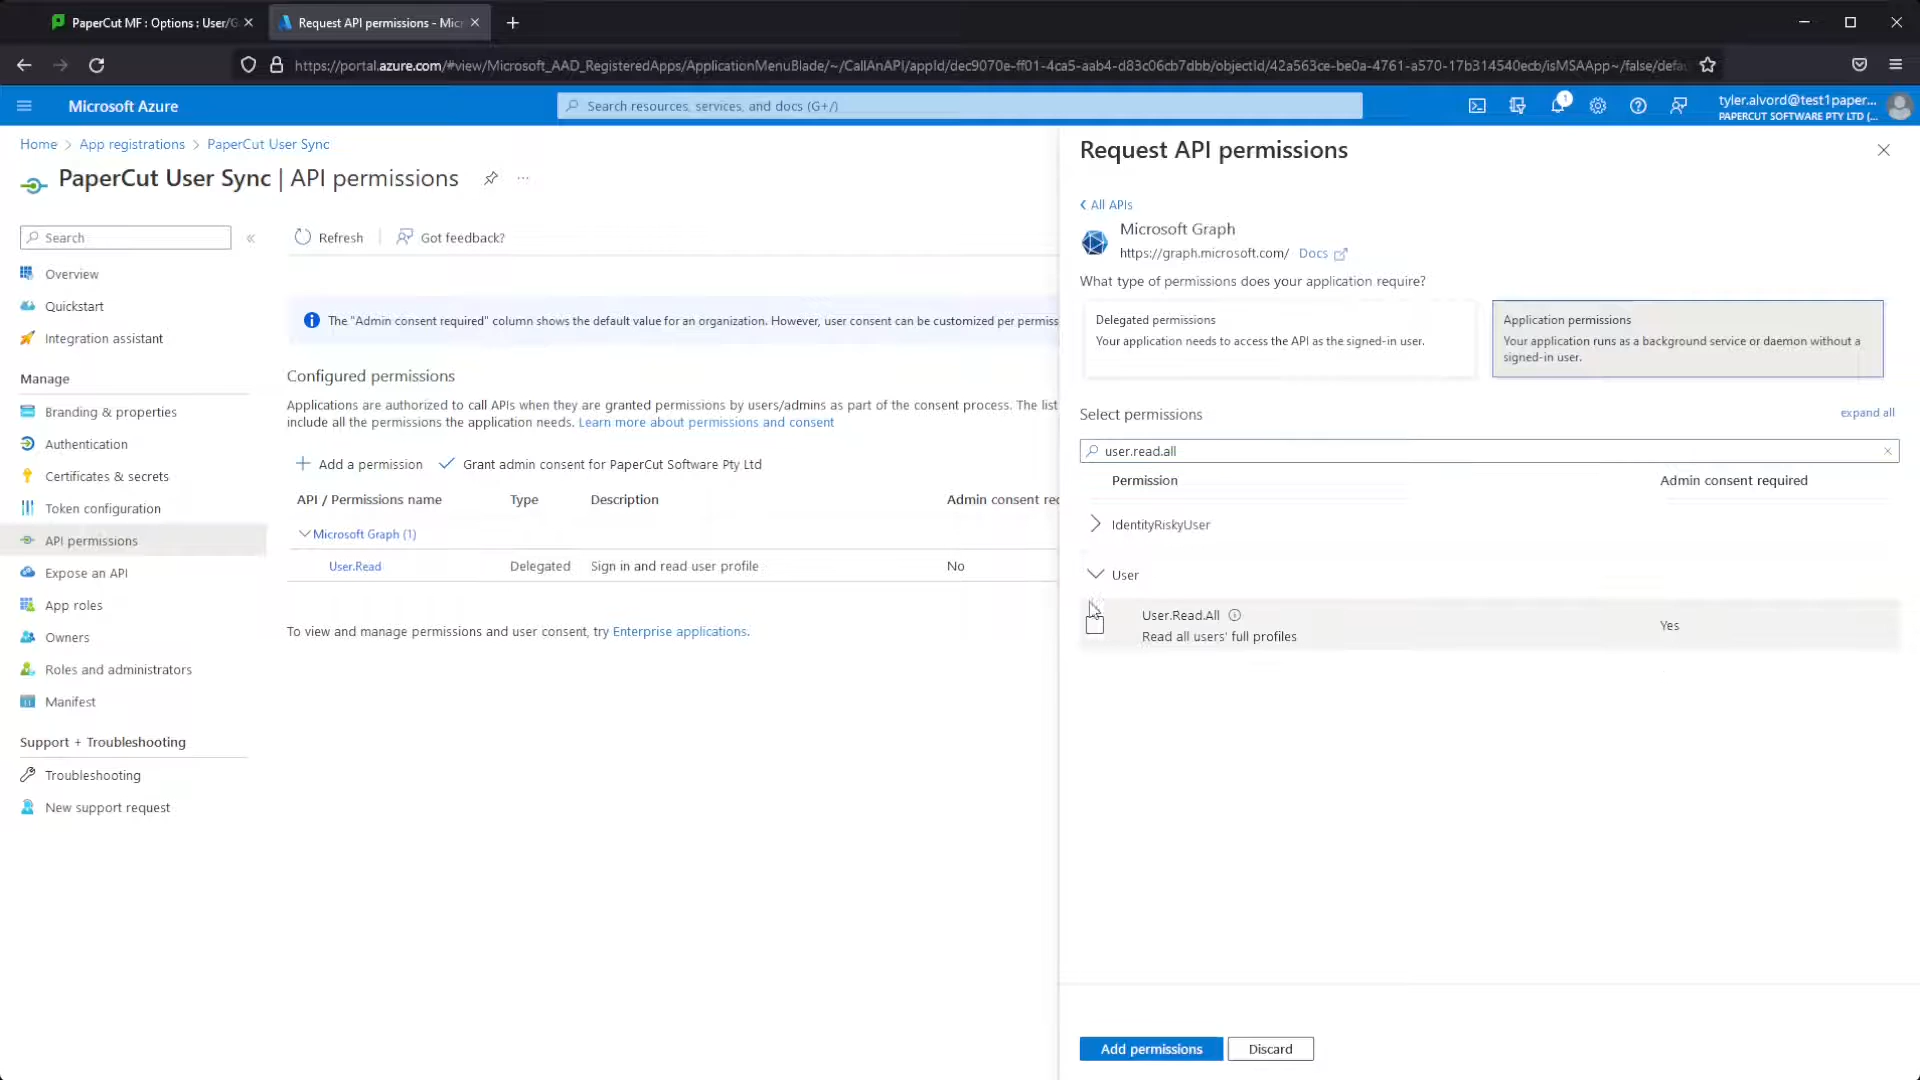 PaperCut MF : Options : User/G
Request API permissions - Mic
https://portal.azure.com/#view/Microsoft_AAD_RegisteredApps/ApplicationMenuBlade/~/CallAnAPI/appId/dec9070e-ff01-4ca5-aab4-d83c06cb7dbb/objectId/42a563ce-be0a-4761-a570-17b314540ecb/isMSAApp~/false/defau
Microsoft Azure
Search resources, services, and docs (G+/)
1
tyler.alvord@test1paper...
PAPERCUT SOFTWARE PTY LTD (...
Home > App registrations > PaperCut User Sync
PaperCut User Sync | API permissions
...
Search
«
Overview
Quickstart
Integration assistant
Manage
Branding & properties
Authentication
Certificates & secrets
Token configuration
API permissions
Expose an API
App roles
Owners
Roles and administrators
Manifest
Support + Troubleshooting
Troubleshooting
New support request
Refresh
Got feedback?
The "Admin consent required" column shows the default value for an organization. However, user consent can be customized per permiss
Configured permissions
Applications are authorized to call APIs when they are granted permissions by users/admins as part of the consent process. The list
include all the permissions the application needs. Learn more about permissions and consent
Add a permission
Grant admin consent for PaperCut Software Pty Ltd
API / Permissions name Type Description Admin consent req
Microsoft Graph (1)
User.Read Delegated Sign in and read user profile No
To view and manage permissions and user consent, try Enterprise applications.
Request API permissions
All APIs
Microsoft Graph
https://graph.microsoft.com/ Docs
What type of permissions does your application require?
Delegated permissions
Your application needs to access the API as the signed-in user.
Application permissions
Your application runs as a background service or daemon without a
signed-in user.
Select permissions
expand all
user.read.all
Permission Admin consent required
IdentityRiskyUser
User
User.Read.All
Read all users' full profiles
Yes
Add permissions
Discard